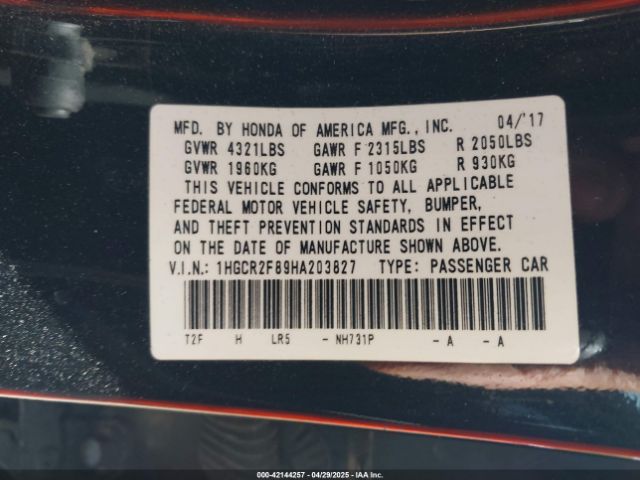 MFD. BY HONDA OF AMERICA MFG., INC. 04/'17
GVWR 4321LBS GAWR F 2315LBS R 2050LBS
GVWR 1960KG GAWR F 1050KG R 930KG
THIS VEHICLE CONFORMS TO ALL APPLICABLE
FEDERAL MOTOR VEHICLE SAFETY, BUMPER,
AND THEFT PREVENTION STANDARDS IN EFFECT
ON THE DATE OF MANUFACTURE SHOWN ABOVE.
V.I.N.: 1HGCR2F89HA203827 TYPE: PASSENGER CAR
T2F H LR5 - NH731P - A - A
000-42144257 04/29/2025 - IAA Inc.